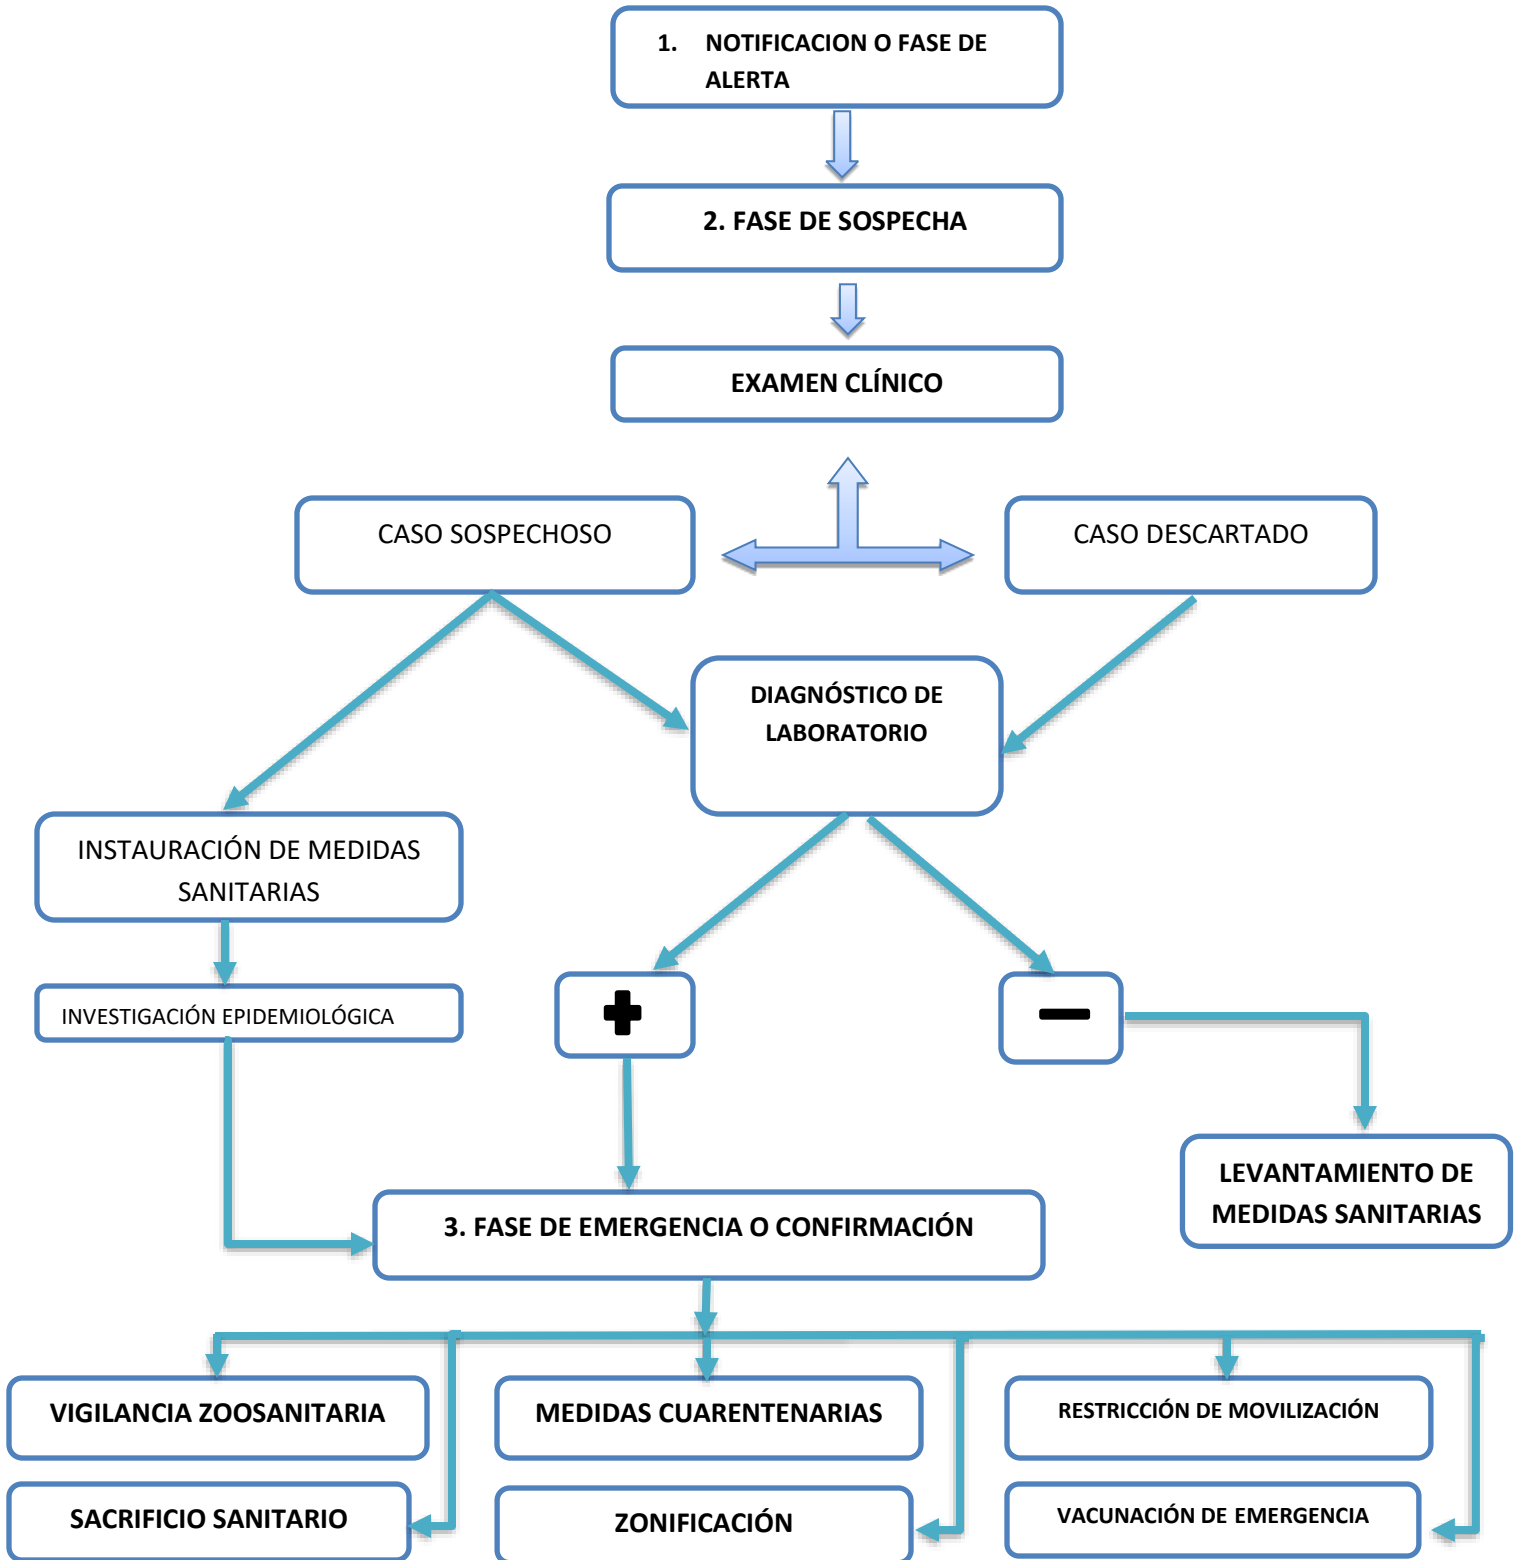 1. NOTIFICACION O FASE DE
ALERTA
2. FASE DE SOSPECHA
EXAMEN CLÍNICO
CASO SOSPECHOSO
CASO DESCARTADO
DIAGNÓSTICO DE
LABORATORIO
INSTAURACIÓN DE MEDIDAS
SANITARIAS
INVESTIGACIÓN EPIDEMIOLÓGICA
+
−
LEVANTAMIENTO DE
MEDIDAS SANITARIAS
3. FASE DE EMERGENCIA O CONFIRMACIÓN
VIGILANCIA ZOOSANITARIA
MEDIDAS CUARENTENARIAS
RESTRICCIÓN DE MOVILIZACIÓN
SACRIFICIO SANITARIO
ZONIFICACIÓN
VACUNACIÓN DE EMERGENCIA